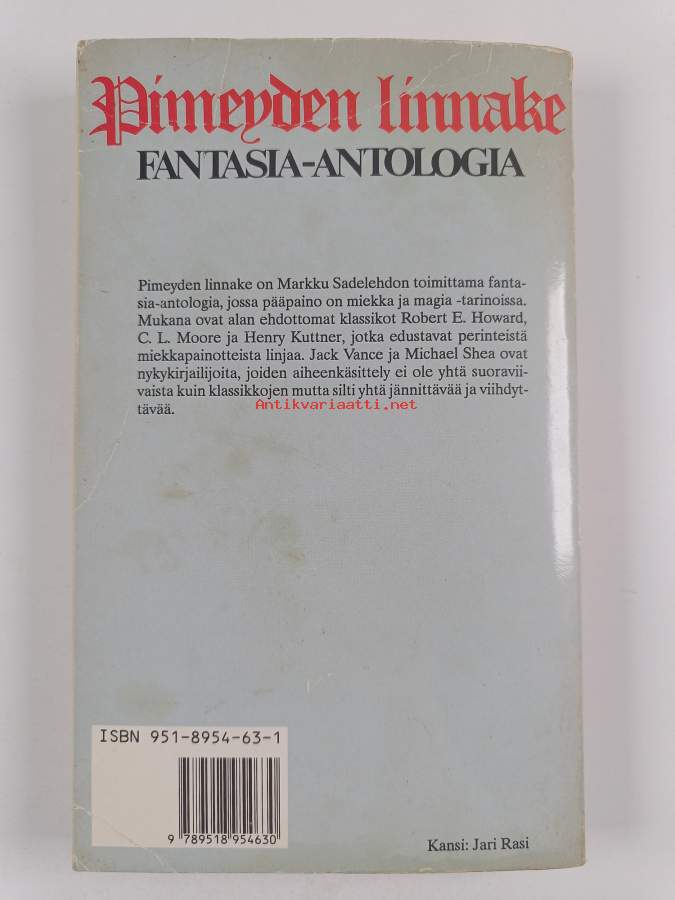 Pimeyden linnake
FANTASIA-ANTOLOGIA
Pimeyden linnake on Markku Sadelehdon toimittama fanta-
sia-antologia, jossa pääpaino on miekka ja magia -tarinoissa.
Mukana ovat alan ehdottomat klassikot Robert E. Howard,
C. L. Moore ja Henry Kuttner, jotka edustavat perinteistä
miekkapainotteista linjaa. Jack Vance ja Michael Shea ovat
nykykirjailijoita, joiden aiheenkäsittely ei ole yhtä suoravii-
vaista kuin klassikkojen mutta silti yhtä jännittävää ja viihdyt-
tävää.
Antikvariaatti.net
ISBN 951-8954-63-1
9 789518 954630
Kansi: Jari Rasi